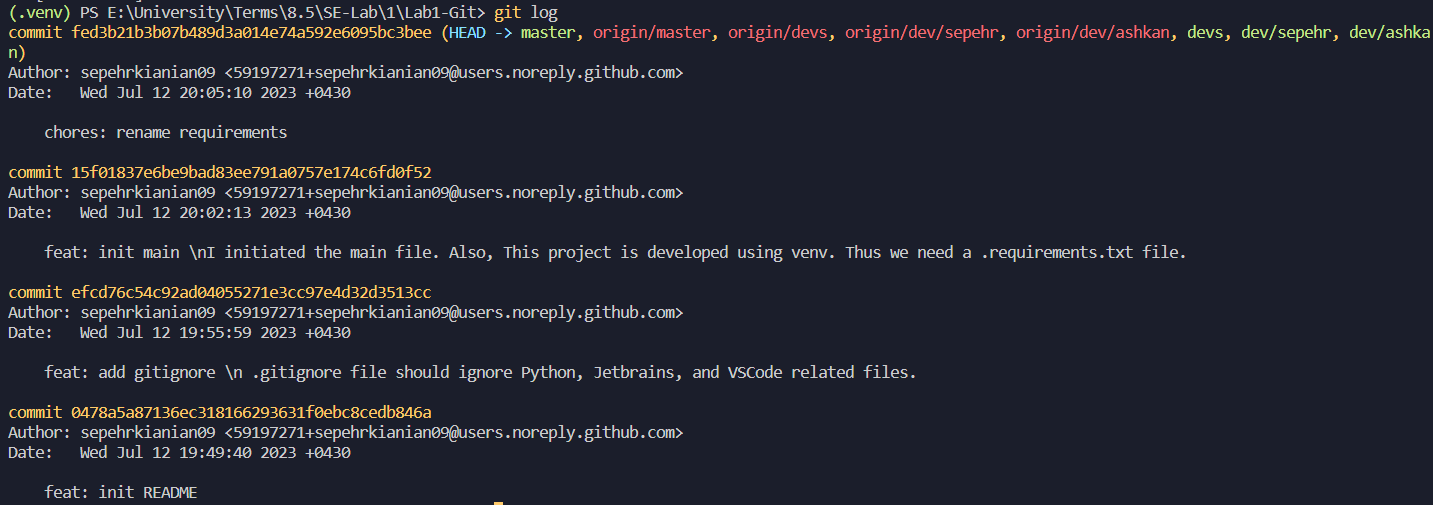 (.venv) PS E:\University\Terms\8.5\SE-Lab\1\Lab1-Git> git log
commit fed3b21b3b07b489d3a014e74a592e6095bc3bee (HEAD -> master, origin/master, origin/devs, origin/dev/sepehr, origin/dev/ashkan, devs, dev/sepehr, dev/ashka
n)
Author: sepehrkianian09 <59197271+sepehrkianian09@users.noreply.github.com>
Date:   Wed Jul 12 20:05:10 2023 +0430
    chores: rename requirements
commit 15f01837e6be9bad83ee791a0757e174c6fd0f52
Author: sepehrkianian09 <59197271+sepehrkianian09@users.noreply.github.com>
Date:   Wed Jul 12 20:02:13 2023 +0430
    feat: init main \nI initiated the main file. Also, This project is developed using venv. Thus we need a .requirements.txt file.
commit efcd76c54c92ad04055271e3cc97e4d32d3513cc
Author: sepehrkianian09 <59197271+sepehrkianian09@users.noreply.github.com>
Date:   Wed Jul 12 19:55:59 2023 +0430
    feat: add gitignore \n .gitignore file should ignore Python, Jetbrains, and VSCode related files.
commit 0478a5a87136ec318166293631f0ebc8cedb846a
Author: sepehrkianian09 <59197271+sepehrkianian09@users.noreply.github.com>
Date:   Wed Jul 12 19:49:40 2023 +0430
    feat: init README